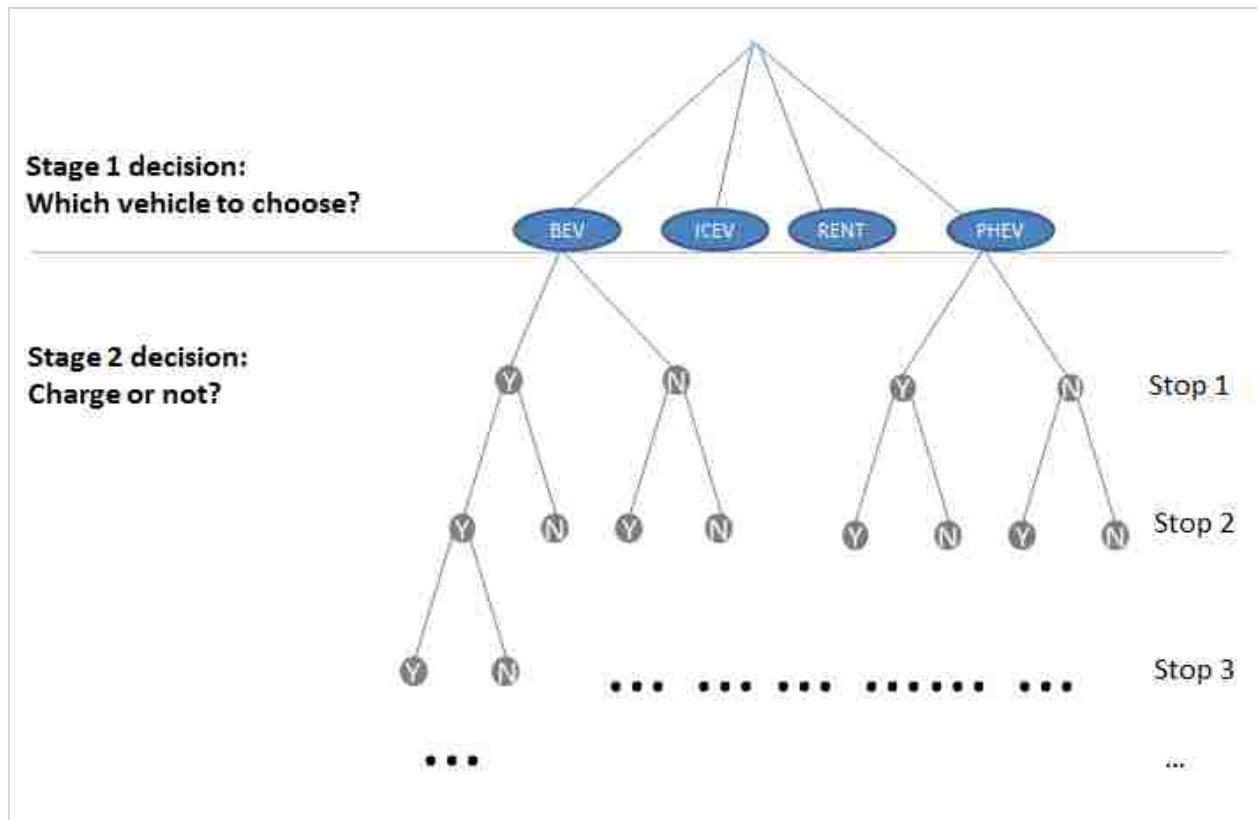 Stage 1 decision:
Which vehicle to choose?
BEV ICEV RENT PHEV
Stage 2 decision:
Charge or not?
Y N Y N Stop 1
Y N Y N Y N Y N Stop 2
Y N ... ... ... ...... ... Stop 3
... ...